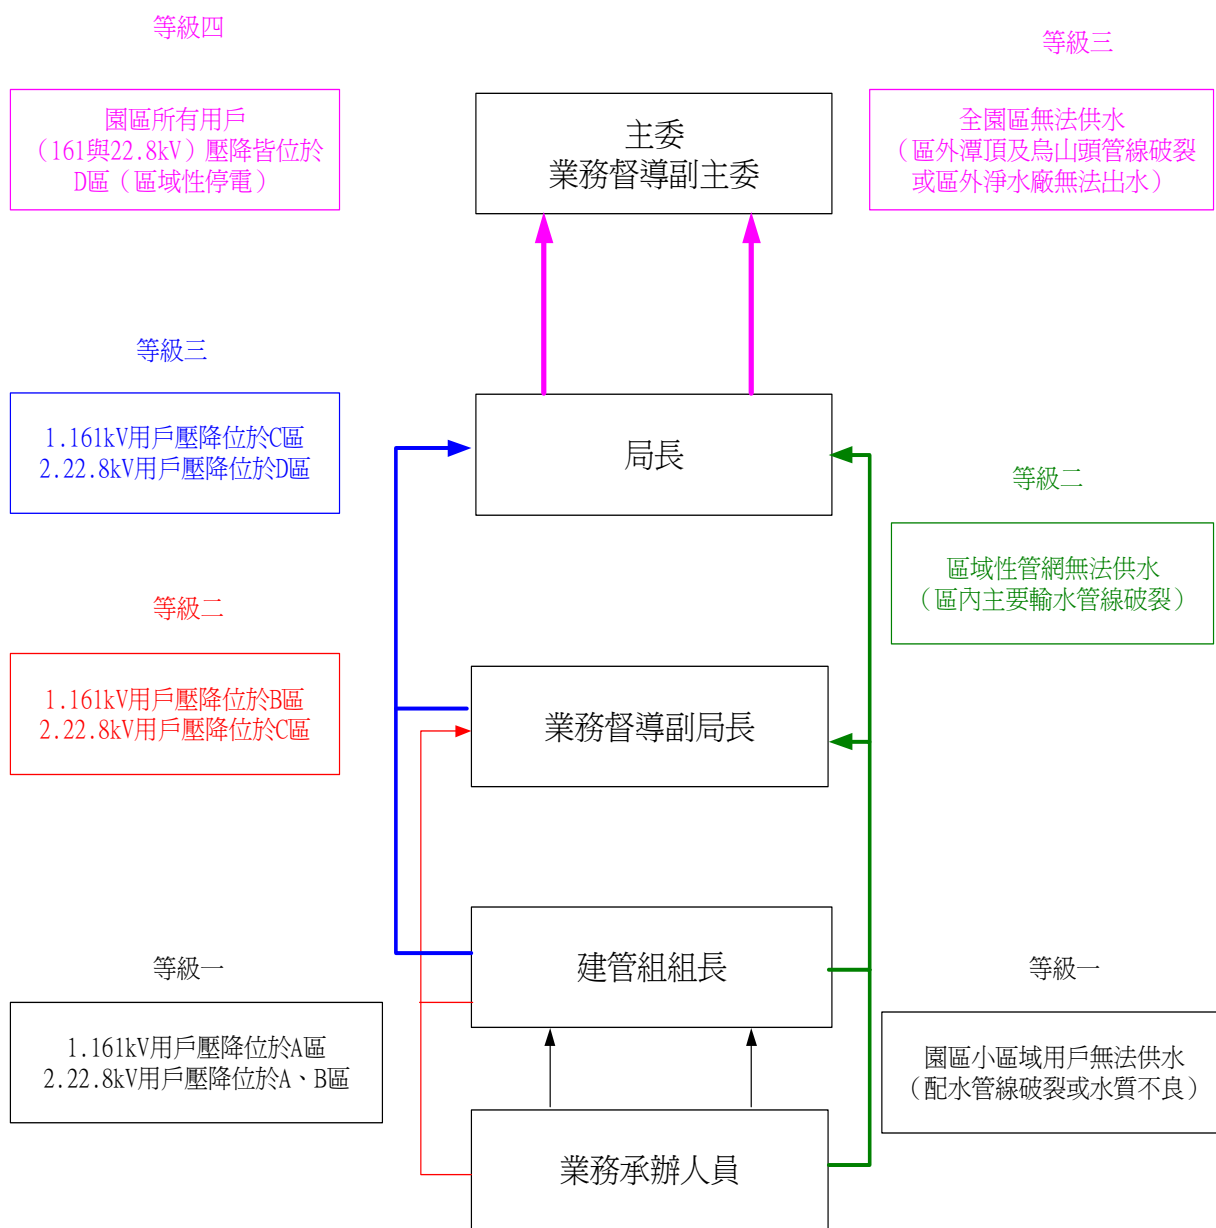 等級四
等級三
園區所有用戶
（161與22.8kV）壓降皆位於
D區（區域性停電）
主委
業務督導副主委
全園區無法供水
（區外潭頂及烏山頭管線破裂
或區外淨水廠無法出水）
等級三
1.161kV用戶壓降位於C區
2.22.8kV用戶壓降位於D區
局長
等級二
區域性管網無法供水
（區內主要輸水管線破裂）
等級二
1.161kV用戶壓降位於B區
2.22.8kV用戶壓降位於C區
業務督導副局長
等級一
1.161kV用戶壓降位於A區
2.22.8kV用戶壓降位於A、B區
建管組組長
等級一
園區小區域用戶無法供水
（配水管線破裂或水質不良）
業務承辦人員